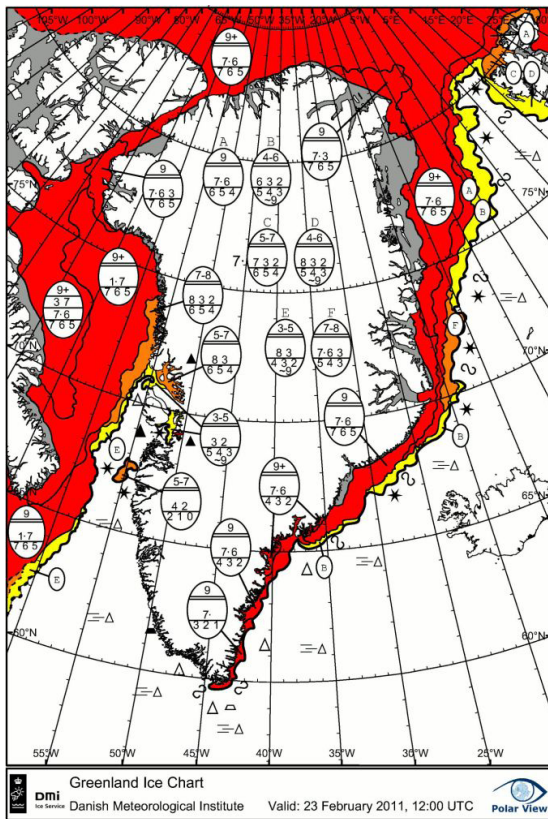 105°W 100°W 90°W 80°W 60°W 40°W 20°W 5°W 5°E 15°E 20°E 25°E
9+
7·6
7 6 5
A
C D
9
7·3
7 6 5
A
9
7·6
6 5 4
B
4-6
6 3 2
5 4 3
~9
9
7·6 3
7 6 5
9+
7·6
7 6 5
A
B
75°N
75°N
C
5-7
7 3 2
6 5 4
D
4-6
8 3 2
5 4 3
~9
7·
9+
1·7
7 6 5
7-8
8 3 2
6 5 4
9+
3 7
7·6
7 6 5
70°N
70°N
E
3-5
8 3
4 3 2
~9
F
7-8
7·6 3
5 4 3
F
5-7
8 3
6 5 4
9
7·6
7 6 5
3-5
3 2
5 4 3
~9
E
B
9+
7·6
4 3 2
5-7
4 2
2 1 0
65°N
9
1·7
7 6 5
9
7·6
4 3 2
E
B
9
7·
3 2 1
60°N
60°N
55°W 50°W 45°W 40°W 35°W 30°W 25°W
Greenland Ice Chart
DMI
Ice Service
Danish Meteorological Institute Valid: 23 February 2011, 12:00 UTC
Polar View